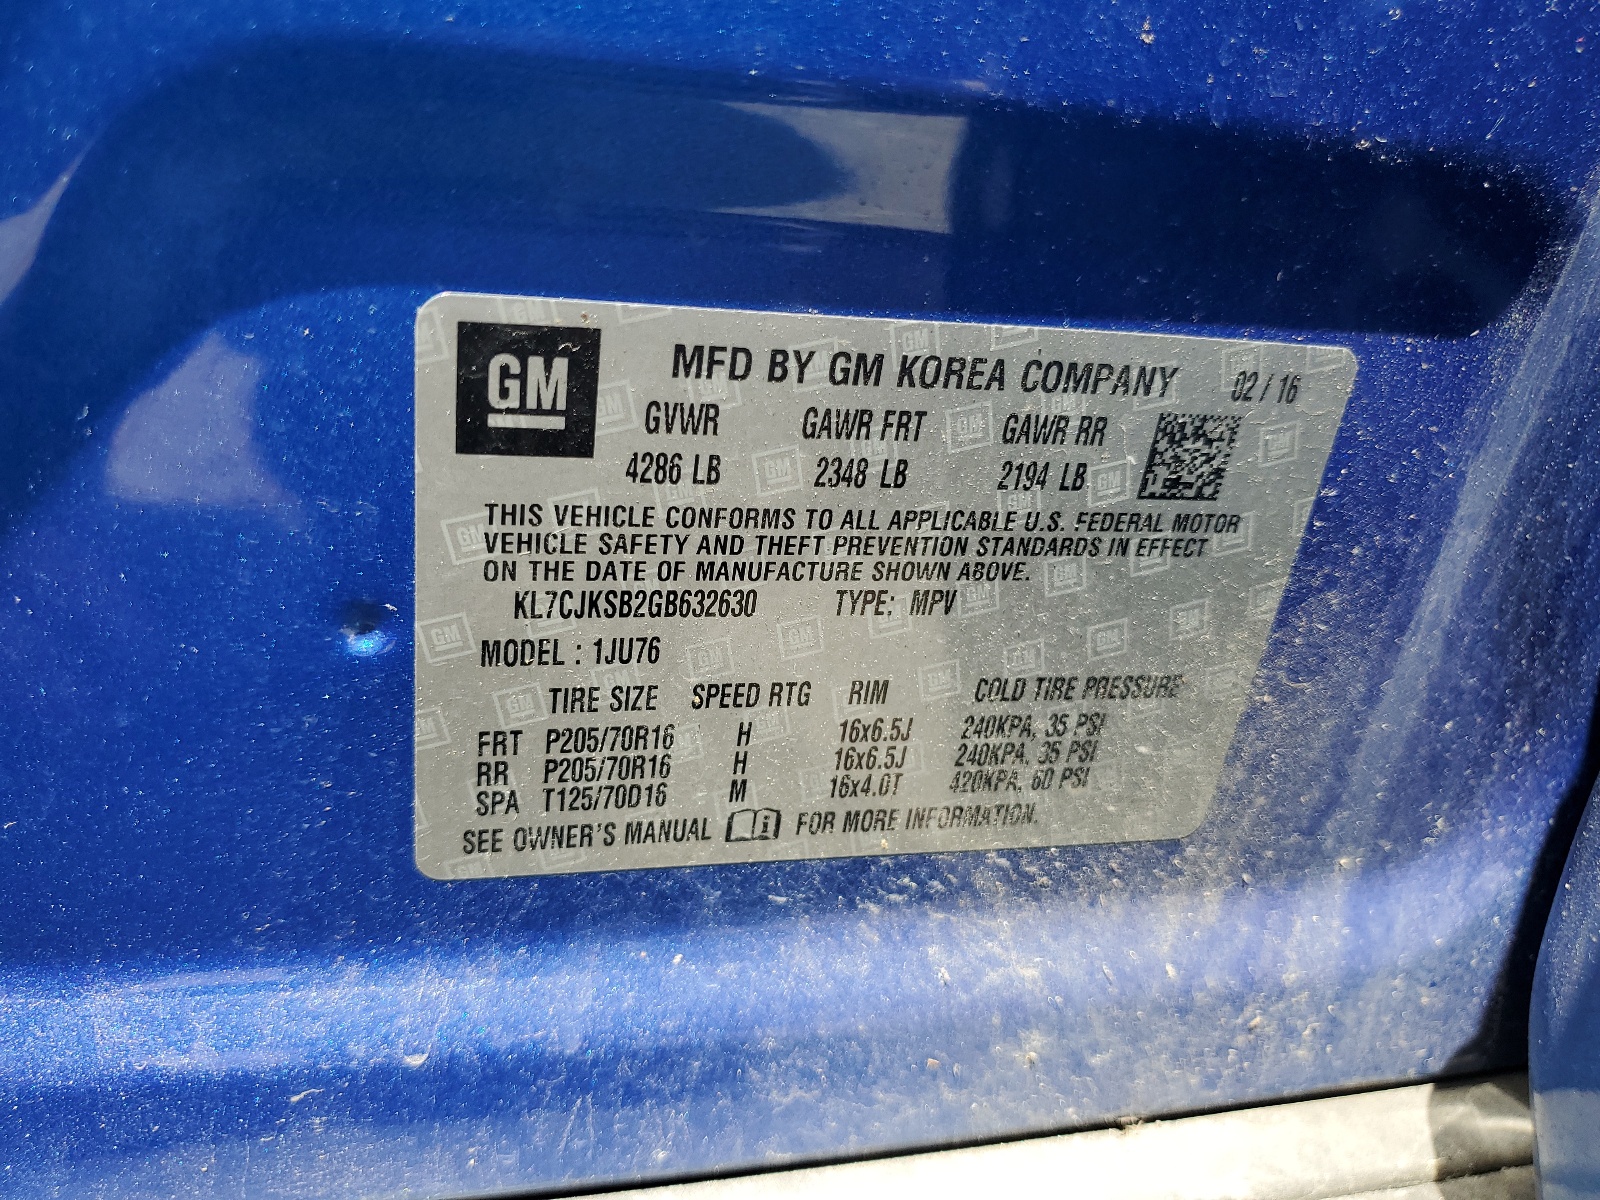 GM
MFD BY GM KOREA COMPANY 02/16
GVWR GAWR FRT GAWR RR
4286 LB 2348 LB 2194 LB
THIS VEHICLE CONFORMS TO ALL APPLICABLE U.S. FEDERAL MOTOR
VEHICLE SAFETY AND THEFT PREVENTION STANDARDS IN EFFECT
ON THE DATE OF MANUFACTURE SHOWN ABOVE.
KL7CJKSB2GB632630 TYPE: MPV
MODEL : 1JU76
TIRE SIZE SPEED RTG RIM COLD TIRE PRESSURE
FRT P205/70R16 H 16x6.5J 240KPA, 35 PSI
RR P205/70R16 H 16x6.5J 240KPA, 35 PSI
SPA T125/70D16 M 16x4.0T 420KPA, 60 PSI
SEE OWNER'S MANUAL FOR MORE INFORMATION.